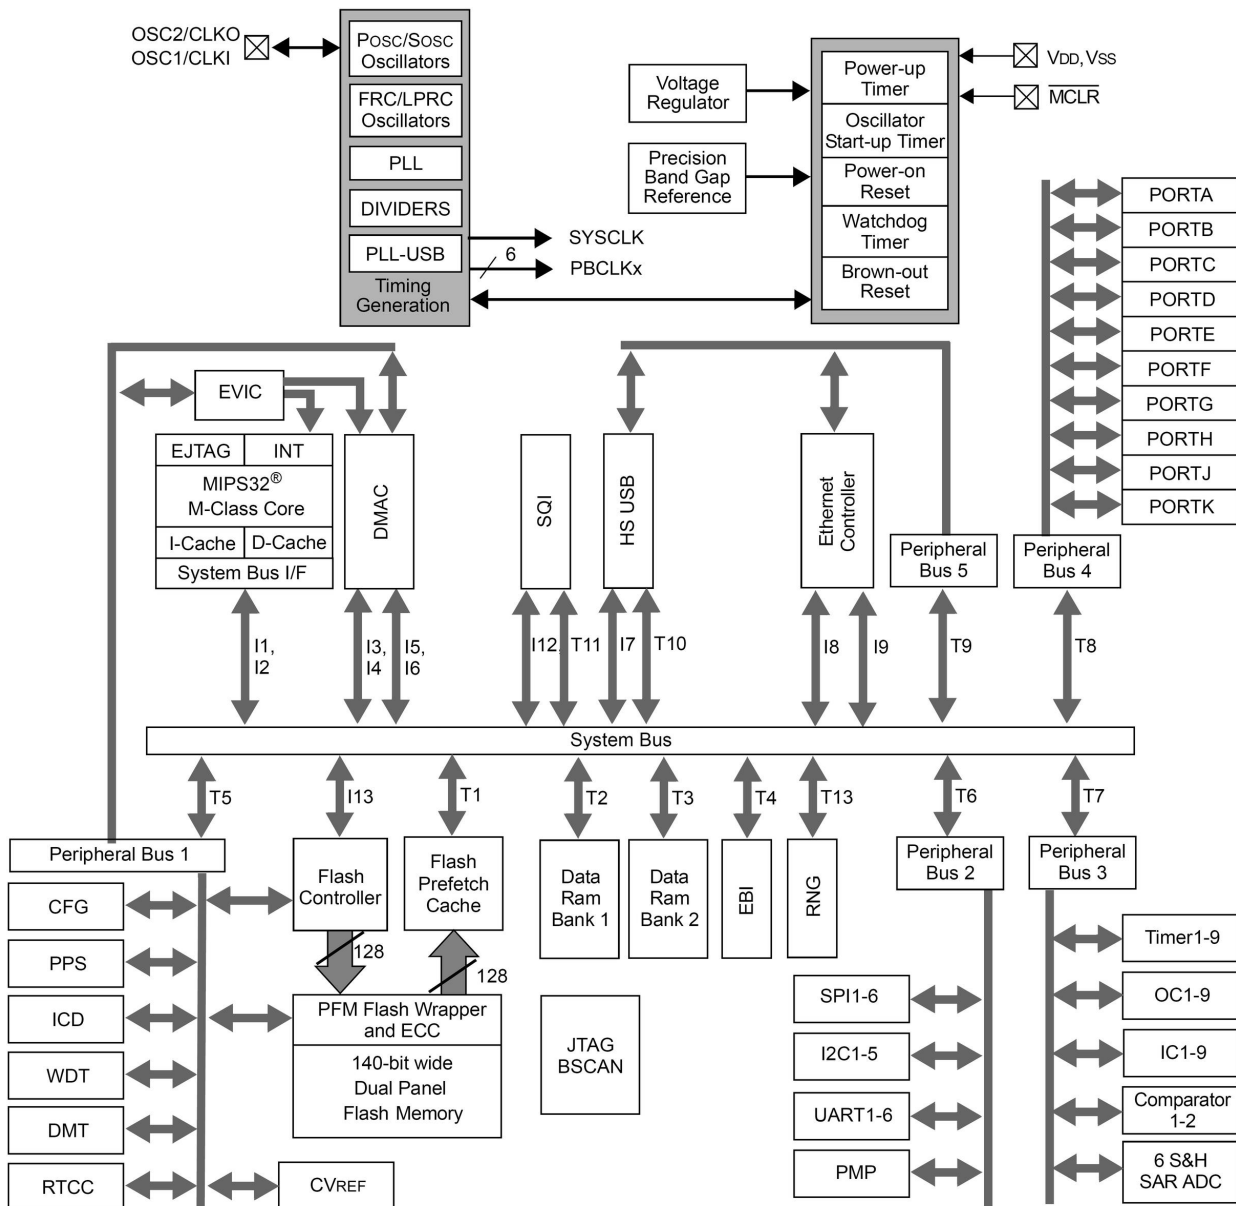 OSC2/CLKO
OSC1/CLKI
POSC/SOSC
Oscillators
FRC/LPRC
Oscillators
PLL
DIVIDERS
PLL-USB
Timing
Generation
SYSCLK
6
PBCLKx
Voltage
Regulator
Precision
Band Gap
Reference
Power-up
Timer
Oscillator
Start-up Timer
Power-on
Reset
Watchdog
Timer
Brown-out
Reset
VDD, VSS
MCLR
PORTA
PORTB
PORTC
PORTD
PORTE
PORTF
PORTG
PORTH
PORTJ
PORTK
EVIC
EJTAG
INT
MIPS32®
M-Class Core
I-Cache
D-Cache
System Bus I/F
DMAC
SQI
HS USB
Ethernet
Controller
Peripheral
Bus 5
Peripheral
Bus 4
I1,
I2
I3,
I4
I5,
I6
I12,
T11
I7
T10
I8
I9
T9
T8
System Bus
T5
I13
T1
T2
T3
T4
T13
T6
T7
Peripheral Bus 1
Flash
Controller
Flash
Prefetch
Cache
Data
Ram
Bank 1
Data
Ram
Bank 2
EBI
RNG
Peripheral
Bus 2
Peripheral
Bus 3
CFG
PPS
ICD
WDT
DMT
RTCC
128
128
PFM Flash Wrapper
and ECC
140-bit wide
Dual Panel
Flash Memory
CVREF
JTAG
BSCAN
SPI1-6
I2C1-5
UART1-6
PMP
Timer1-9
OC1-9
IC1-9
Comparator
1-2
6 S&H
SAR ADC